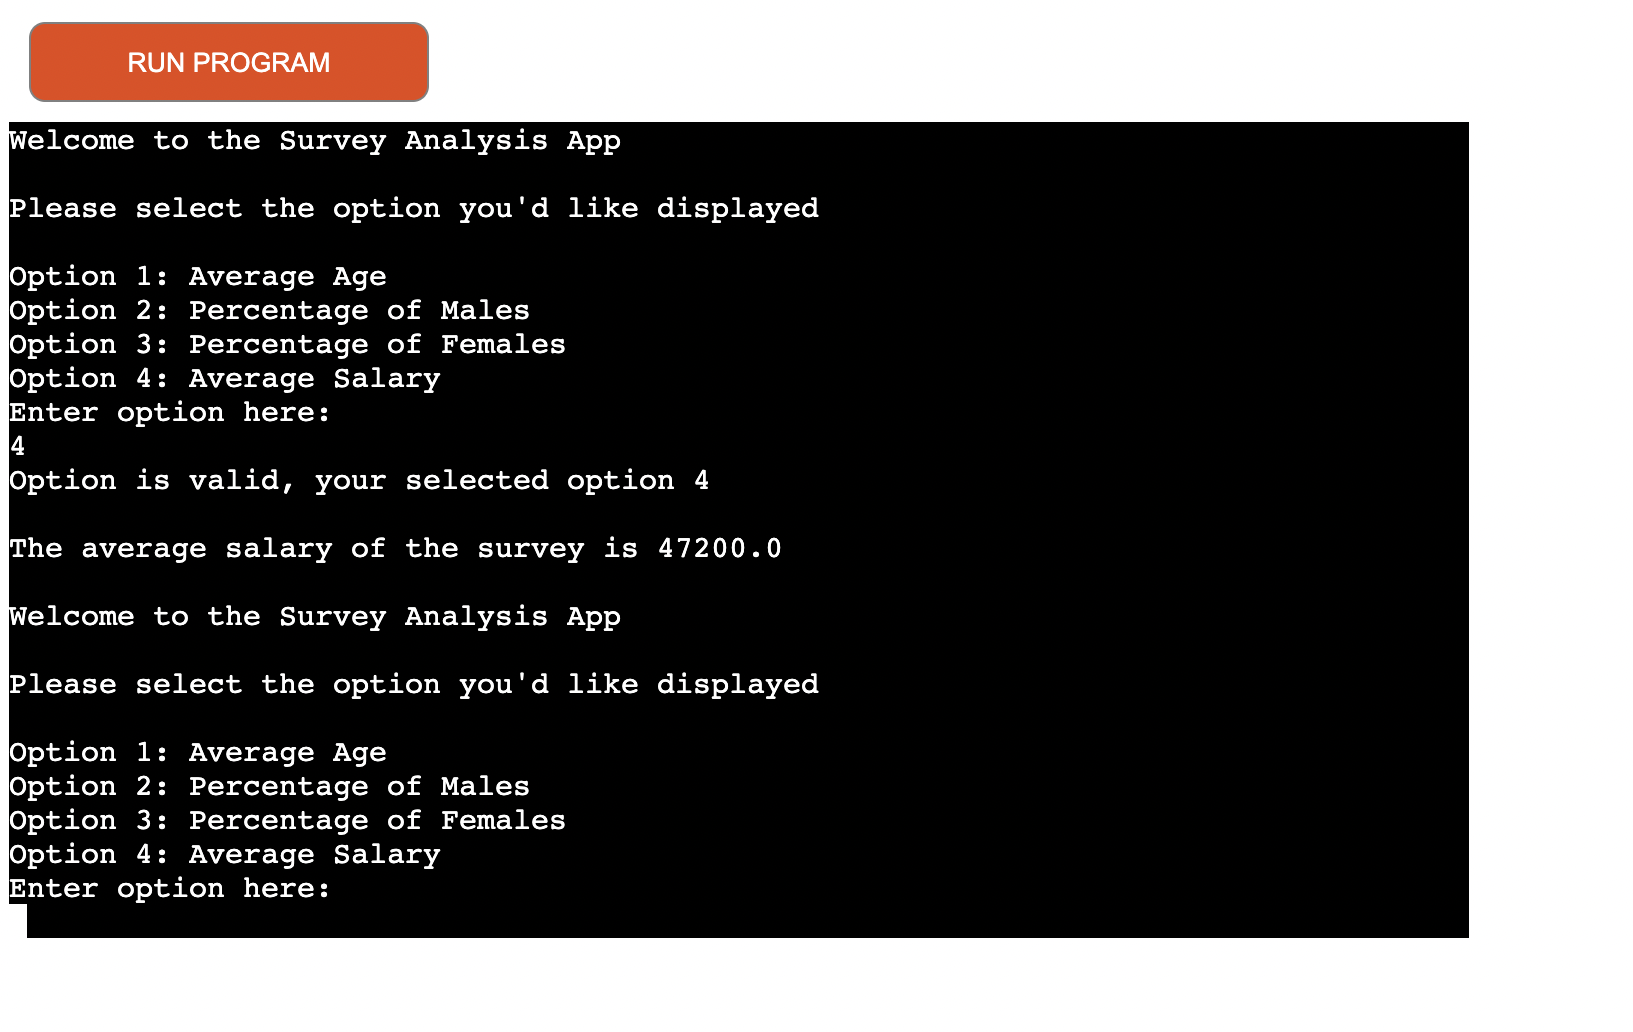 RUN PROGRAM
Welcome to the Survey Analysis App
Please select the option you'd like displayed
Option 1: Average Age
Option 2: Percentage of Males
Option 3: Percentage of Females
Option 4: Average Salary
Enter option here:
4
Option is valid, your selected option 4
The average salary of the survey is 47200.0
Welcome to the Survey Analysis App
Please select the option you'd like displayed
Option 1: Average Age
Option 2: Percentage of Males
Option 3: Percentage of Females
Option 4: Average Salary
Enter option here: